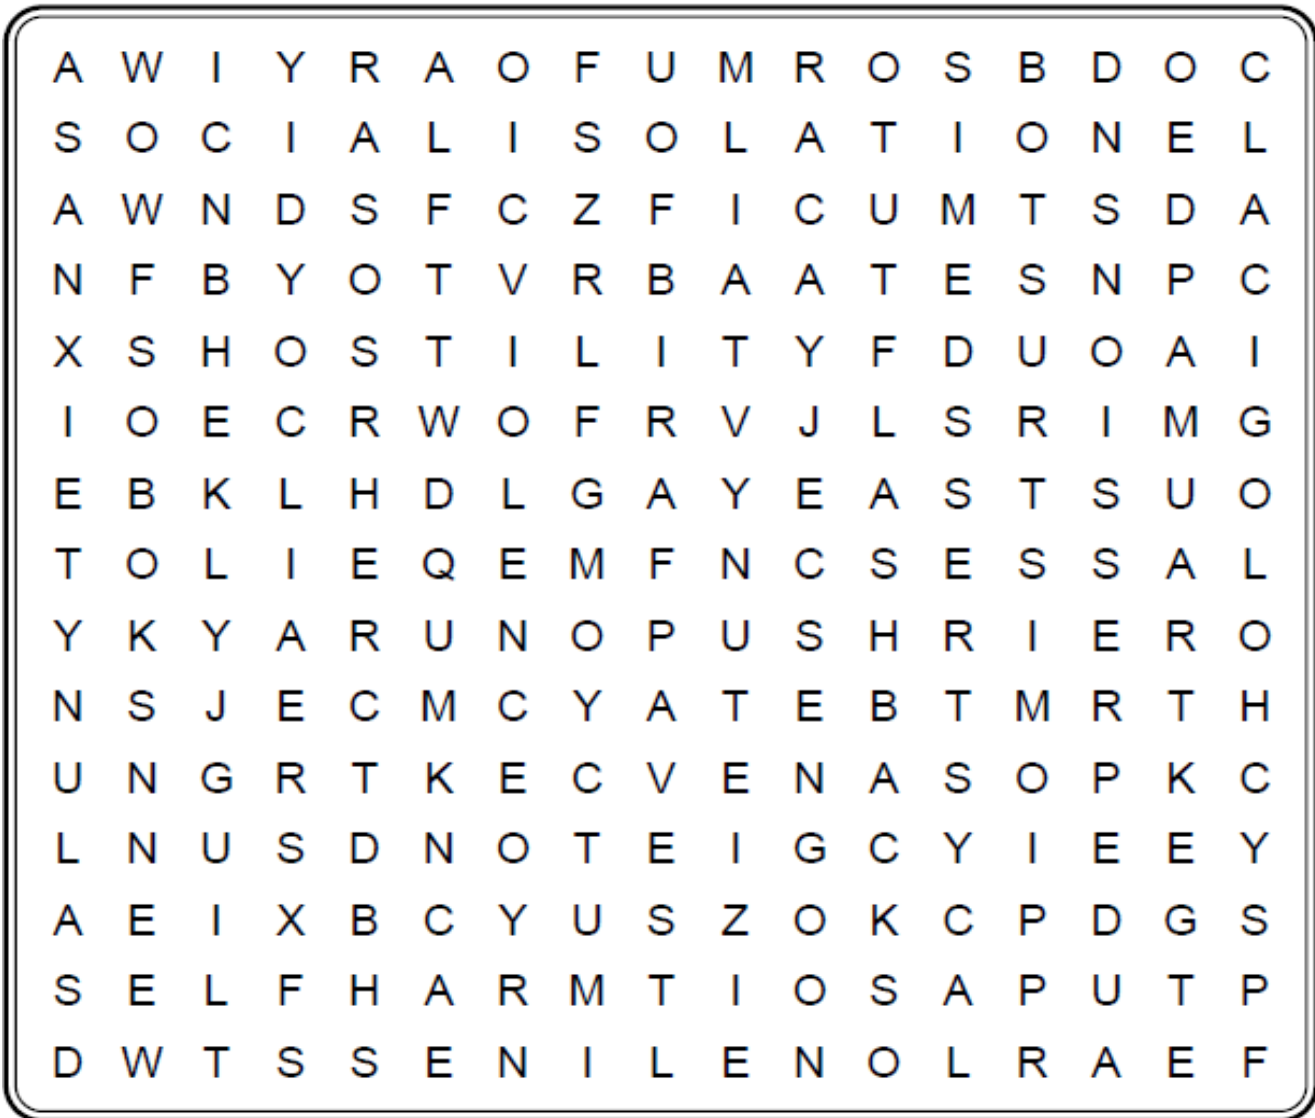 A W I Y R A O F U M R O S B D O C
S O C I A L I S O L A T I O N E L
A W N D S F C Z F I C U M T S D A
N F B Y O T V R B A A T E S N P C
X S H O S T I L I T Y F D U O A I
I O E C R W O F R V J L S R I M G
E B K L H D L G A Y E A S T S U O
T O L I E Q E M F N C S E S S A L
Y K Y A R U N O P U S H R I E R O
N S J E C M C Y A T E B T M R T H
U N G R T K E C V E N A S O P K C
L N U S D N O T E I G C Y I E E Y
A E I X B C Y U S Z O K C P D G S
S E L F H A R M T I O S A P U T P
D W T S S E N I L E N O L R A E F